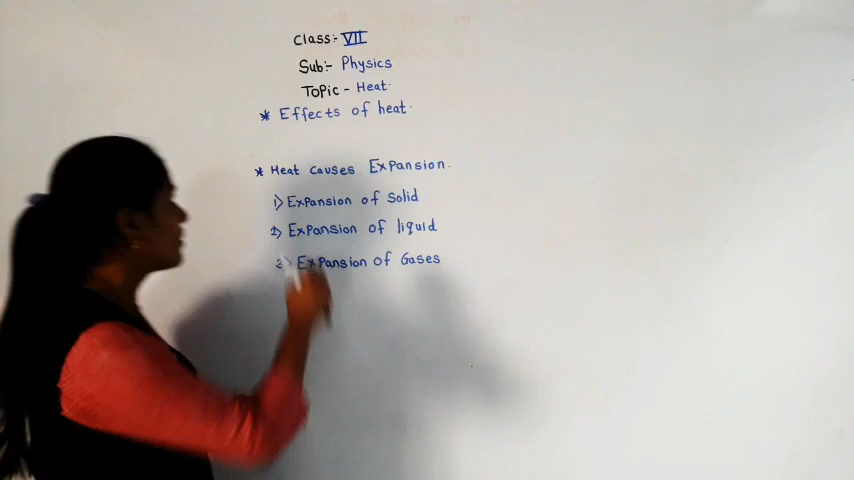 Class:- VII
Sub:- Physics
Topic - Heat.
* Effects of heat.
* Heat causes Expansion.
1) Expansion of solid
2) Expansion of liquid
3) Expansion of Gases